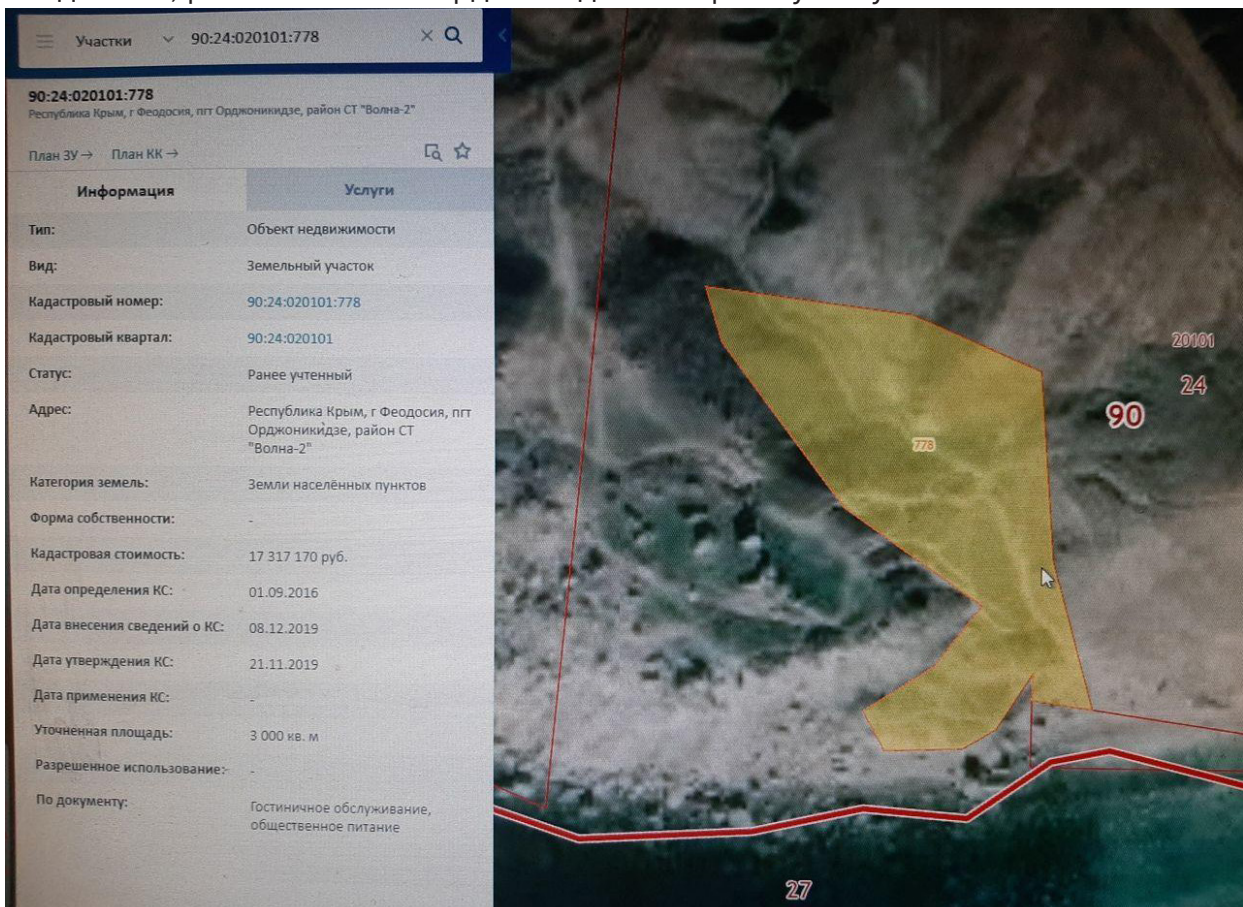 Участки 90:24:020101:778
90:24:020101:778
Республика Крым, г Феодосия, пгт Орджоникидзе, район СТ "Волна-2"
План ЗУ → План КК →
Информация Услуги
Тип: Объект недвижимости
Вид: Земельный участок
Кадастровый номер: 90:24:020101:778
Кадастровый квартал: 90:24:020101
Статус: Ранее учтенный
Адрес: Республика Крым, г Феодосия, пгт
Орджоникидзе, район СТ
"Волна-2"
Категория земель: Земли населённых пунктов
Форма собственности: -
Кадастровая стоимость: 17 317 170 руб.
Дата определения КС: 01.09.2016
Дата внесения сведений о КС: 08.12.2019
Дата утверждения КС: 21.11.2019
Дата применения КС: -
Уточненная площадь: 3 000 кв. м
Разрешенное использование: -
По документу: Гостиничное обслуживание,
общественное питание
20101
24
90
778
27